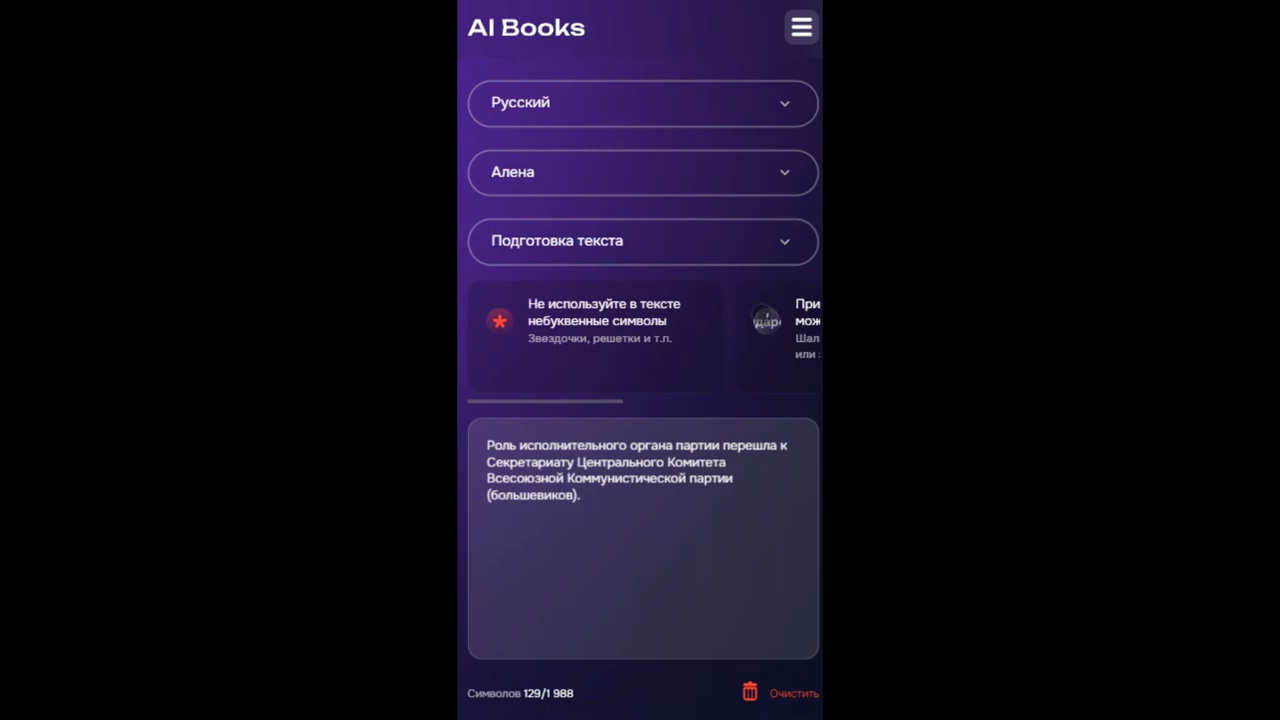 AI Books
Русский
Алена
Подготовка текста
Не используйте в тексте
небуквенные символы
Звездочки, решетки и т.п.
При
мож
Шал
или
Роль исполнительного органа партии перешла к
Секретариату Центрального Комитета
Всесоюзной Коммунистической партии
(большевиков).
Символов 129/1 988
Очистить